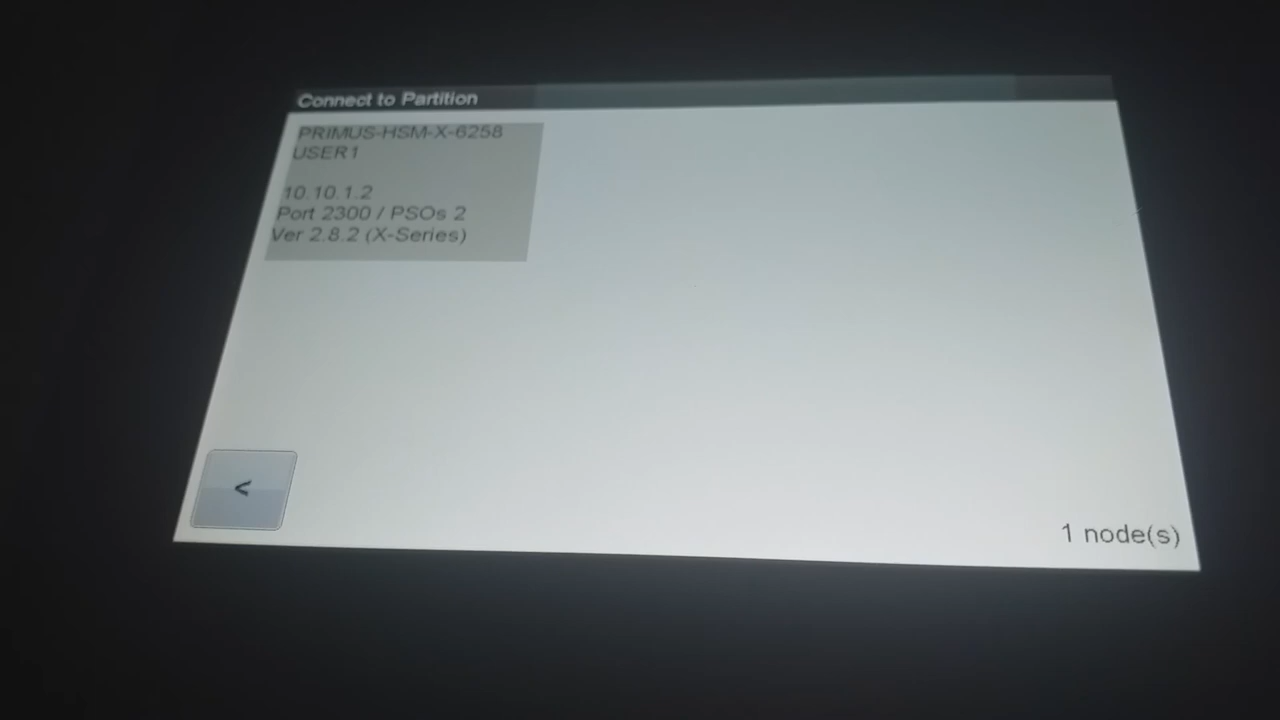 Connect to Partition
PRIMUS-HSM-X-6258
USER1
10.10.1.2
Port 2300 / PSOs 2
Ver 2.8.2 (X-Series)
<
1 node(s)